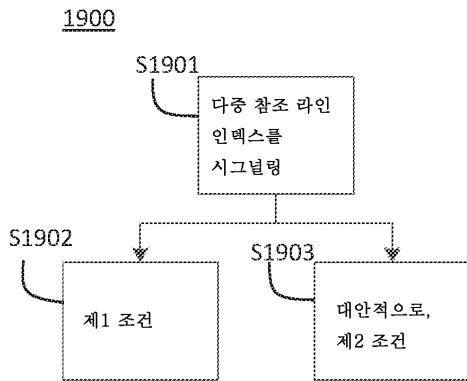 1900
S1901
다중 참조 라인
인덱스를
시그널링
S1902
제1 조건
S1903
대안적으로,
제2 조건